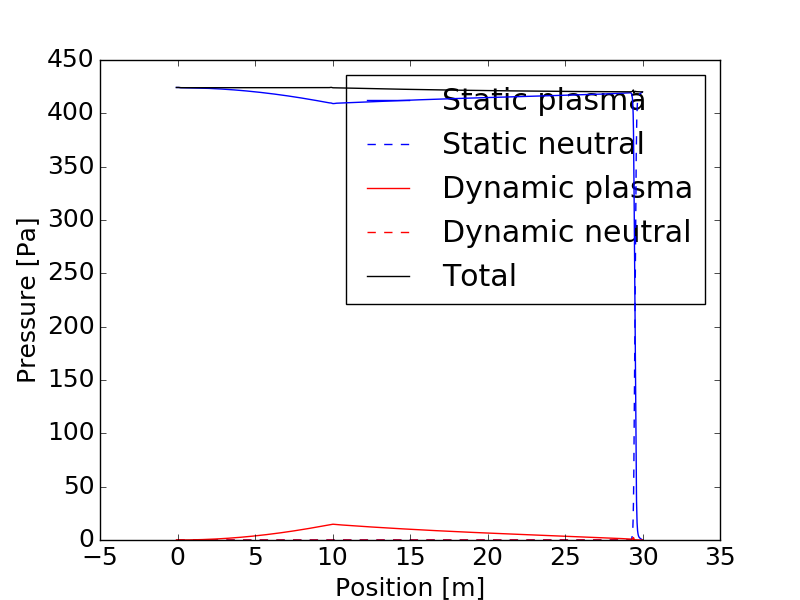 450
400
350
300
250
200
150
100
50
0
Pressure [Pa]
Static plasma
Static neutral
Dynamic plasma
Dynamic neutral
Total
−5 0 5 10 15 20 25 30 35
Position [m]